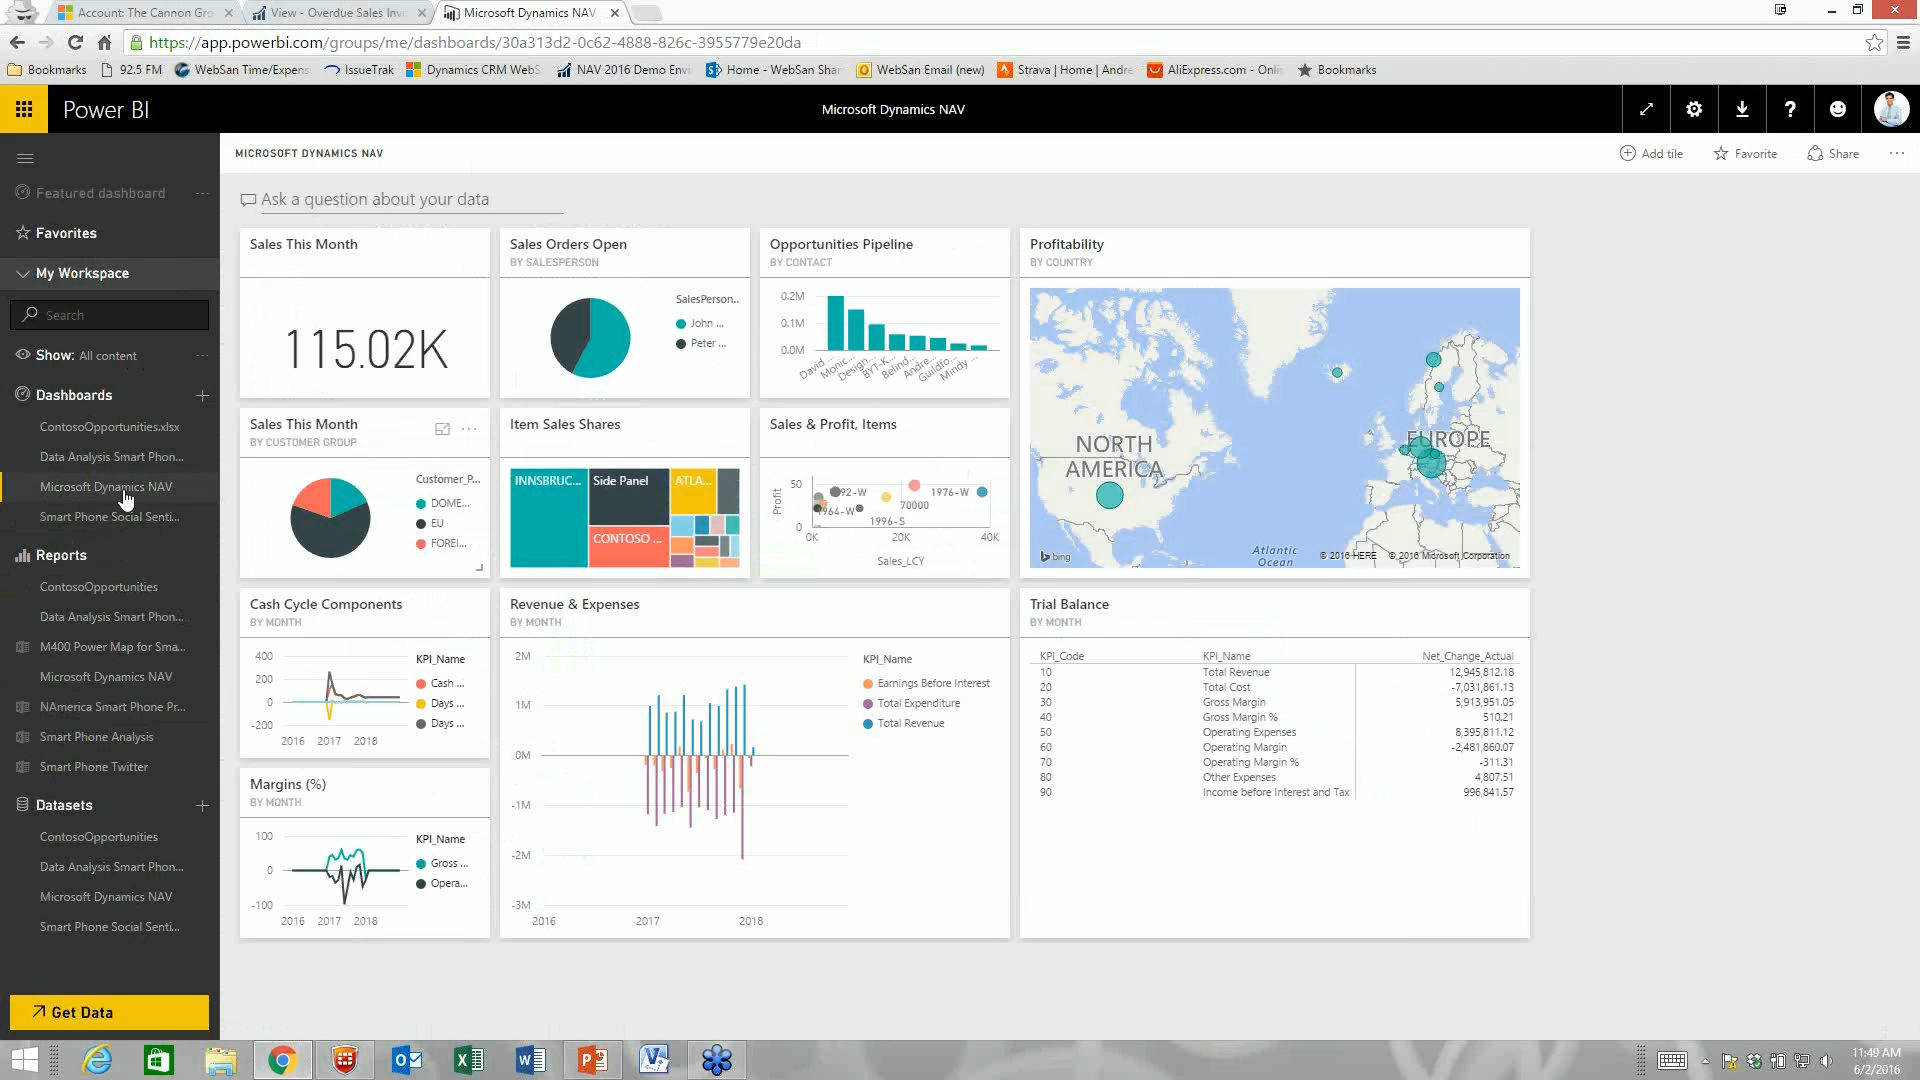 Account: The Cannon Gro
View - Overdue Sales Inv
Microsoft Dynamics NAV
https://app.powerbi.com/groups/me/dashboards/30a313d2-0c62-4888-826c-3955779e20da
Bookmarks
92.5 FM
WebSan Time/Expens
IssueTrak
Dynamics CRM WebS
NAV 2016 Demo Envi
Home - WebSan Shar
WebSan Email (new)
Strava | Home | Andre
AliExpress.com - Onlin
Bookmarks
Power BI
Microsoft Dynamics NAV
MICROSOFT DYNAMICS NAV
Add tile
Favorite
Share
Featured dashboard
Favorites
My Workspace
Search
Show: All content
Dashboards
ContosoOpportunities.xlsx
Data Analysis Smart Phon...
Microsoft Dynamics NAV
Smart Phone Social Senti...
Reports
ContosoOpportunities
Data Analysis Smart Phon...
M400 Power Map for Sma...
Microsoft Dynamics NAV
NAmerica Smart Phone Pr...
Smart Phone Analysis
Smart Phone Twitter
Datasets
ContosoOpportunities
Data Analysis Smart Phon...
Microsoft Dynamics NAV
Smart Phone Social Senti...
Get Data
Ask a question about your data
Sales This Month
115.02K
Sales Orders Open
BY SALESPERSON
SalesPerson..
John ...
Peter ...
Opportunities Pipeline
BY CONTACT
0.2M
0.1M
0.0M
David ...
Monic...
Design...
BYT-K...
Belind...
Andre...
Guildfo...
Mindy ...
Profitability
BY COUNTRY
NORTH
AMERICA
EUROPE
Atlantic
Ocean
bing
© 2016 HERE
© 2016 Microsoft Corporation
Sales This Month
BY CUSTOMER GROUP
Customer_P...
DOME...
EU
FOREI...
Item Sales Shares
INNSBRUC...
Side Panel
ATLA...
CONTOSO ...
Sales & Profit, Items
Profit
50
0
92-W
1976-W
1964-W
70000
1996-S
0K
20K
40K
Sales_LCY
Cash Cycle Components
BY MONTH
400
200
0
-200
2016
2017
2018
KPI_Name
Cash ...
Days ...
Days ...
Revenue & Expenses
BY MONTH
2M
1M
0M
-1M
-2M
-3M
2016
2017
2018
KPI_Name
Earnings Before Interest
Total Expenditure
Total Revenue
Trial Balance
BY MONTH
KPI_Code KPI_Name Net_Change_Actual
10 Total Revenue 12,945,812.18
20 Total Cost -7,031,861.13
30 Gross Margin 5,913,951.05
40 Gross Margin % 510.21
50 Operating Expenses 8,395,811.12
60 Operating Margin -2,481,860.07
70 Operating Margin % -311.31
80 Other Expenses 4,807.51
90 Income before Interest and Tax 996,841.57
Margins (%)
BY MONTH
100
0
-100
2016
2017
2018
KPI_Name
Gross ...
Opera...
11:49 AM
6/2/2016